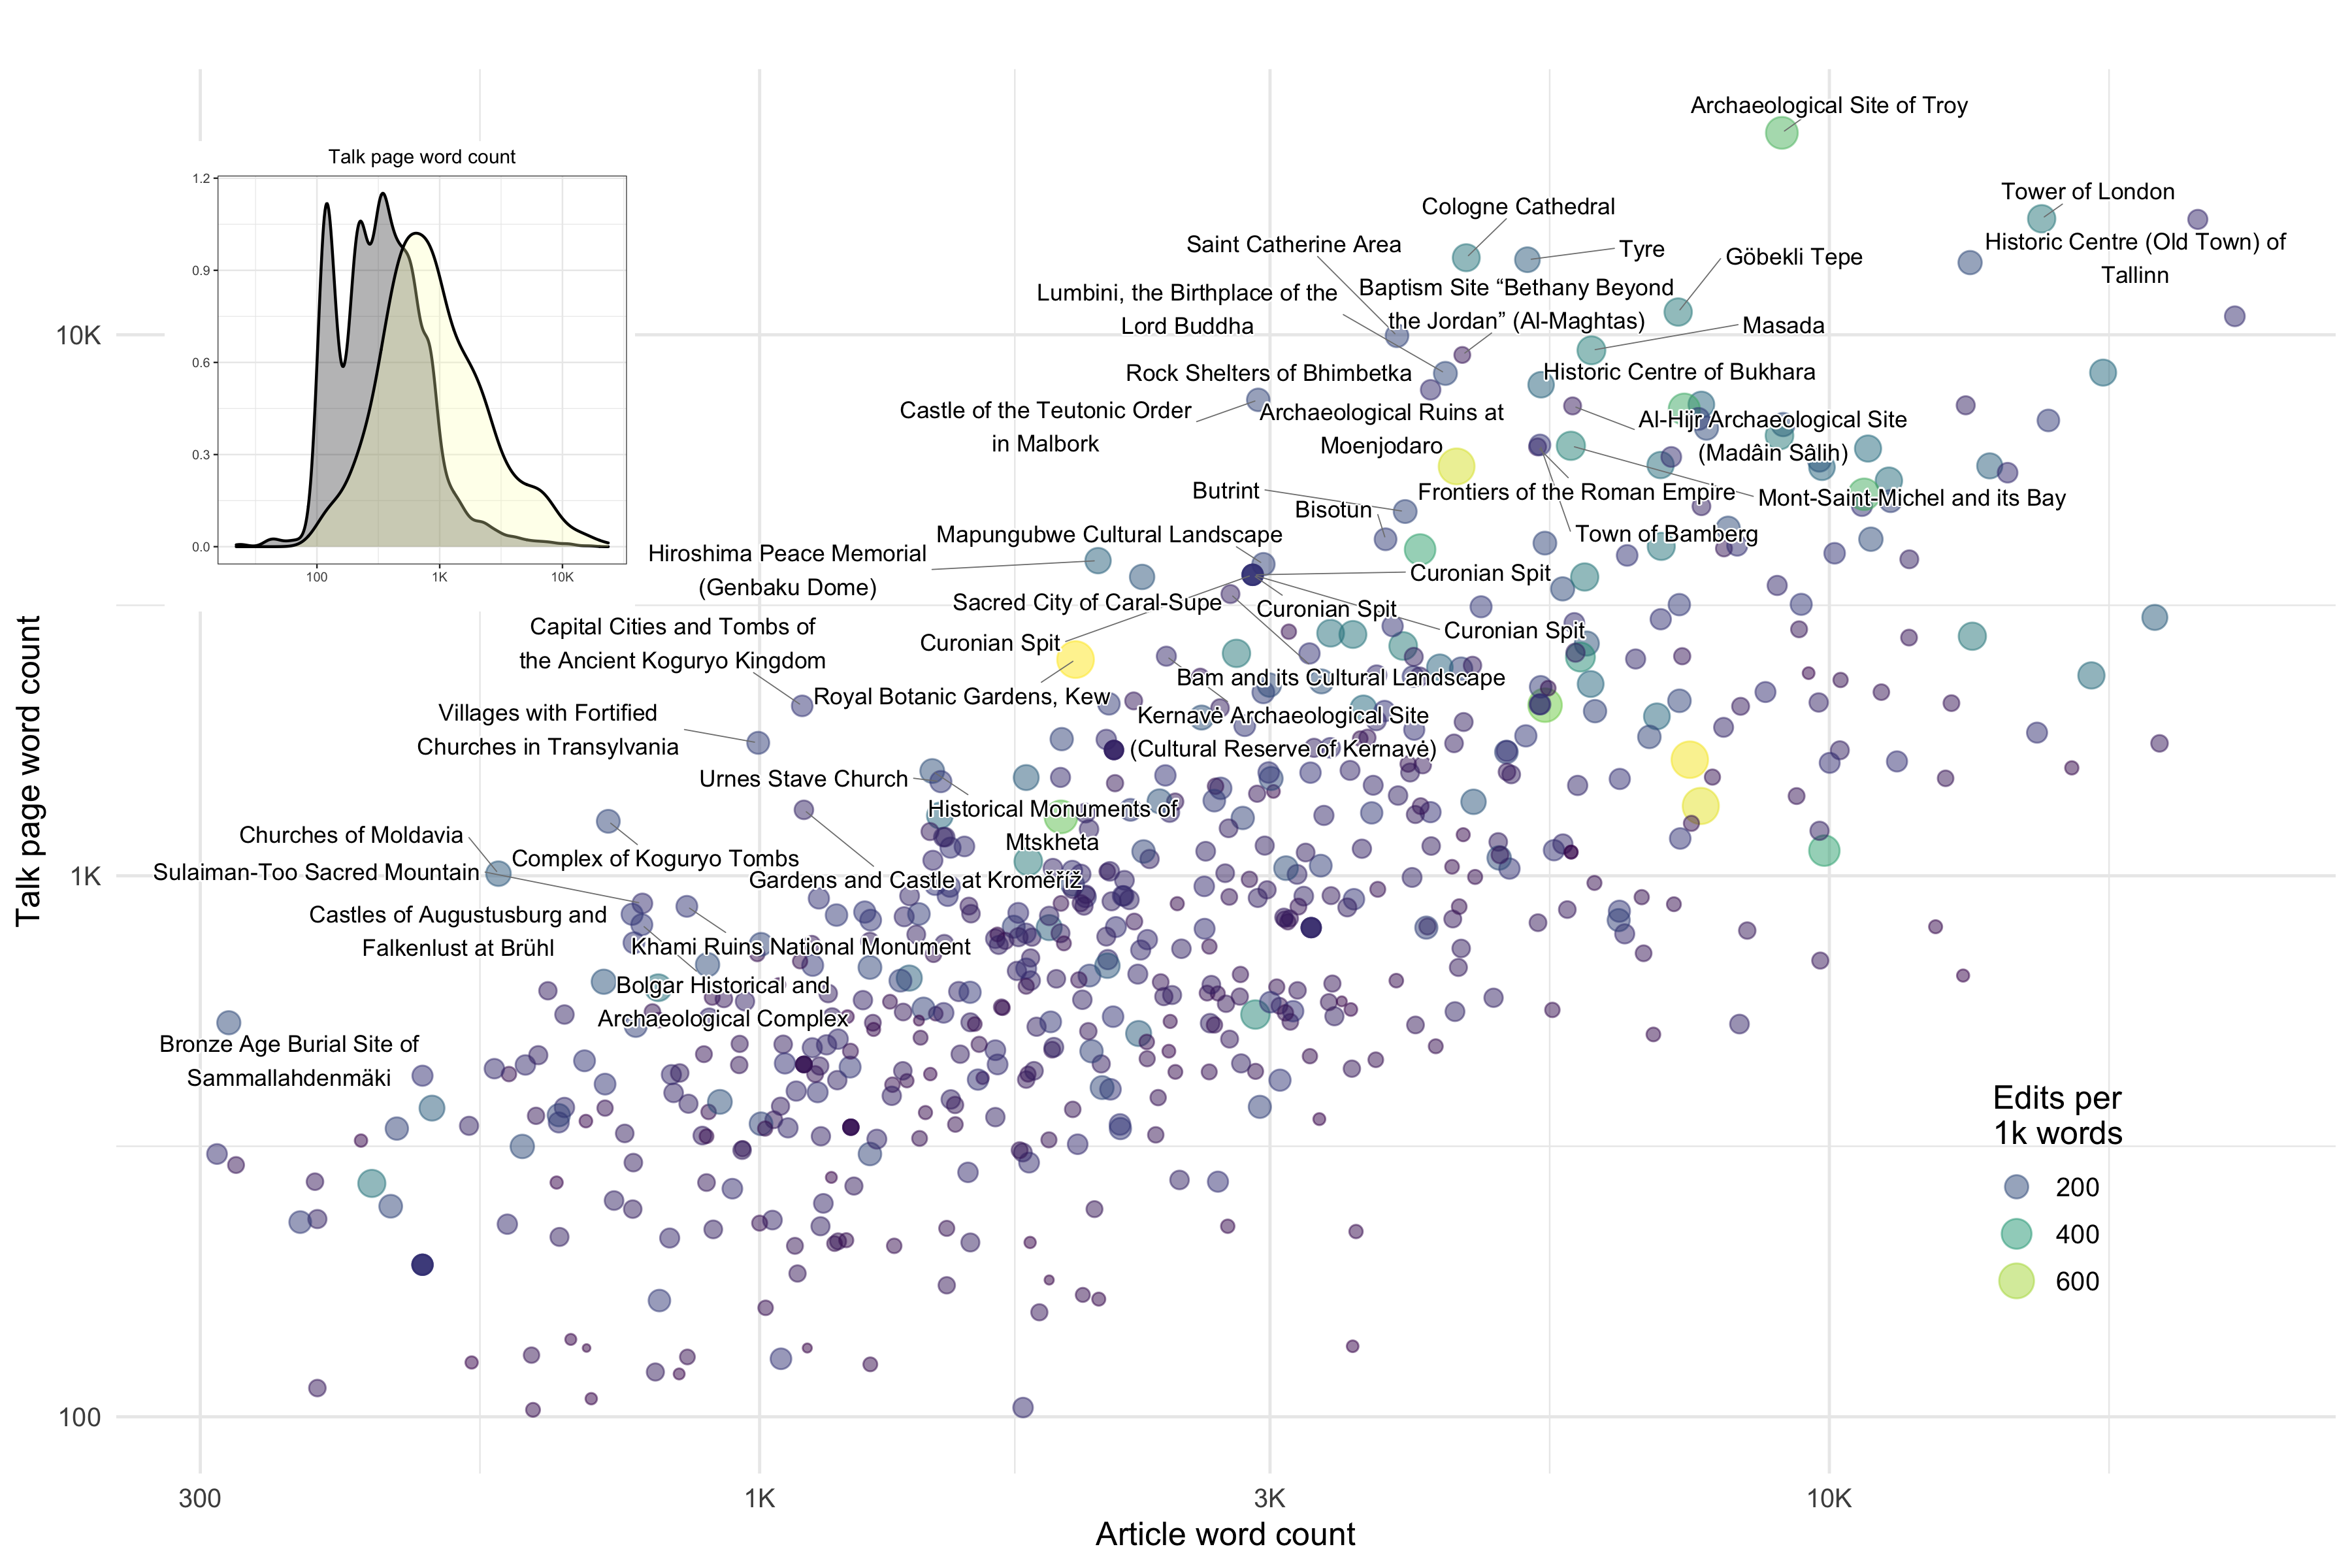 Archaeological Site of Troy
Talk page word count
1.2
0.9
0.6
0.3
0.0
100
1K
10K
Tower of London
Cologne Cathedral
Historic Centre (Old Town) of
Tallinn
Saint Catherine Area
Tyre
Göbekli Tepe
Lumbini, the Birthplace of the
Lord Buddha
Baptism Site “Bethany Beyond
the Jordan” (Al-Maghtas)
Masada
Rock Shelters of Bhimbetka
Historic Centre of Bukhara
Castle of the Teutonic Order
in Malbork
Archaeological Ruins at
Moenjodaro
Al-Hijr Archaeological Site
(Madâin Sâlih)
Butrint
Frontiers of the Roman Empire
Mont-Saint-Michel and its Bay
Bisotun
Mapungubwe Cultural Landscape
Town of Bamberg
Hiroshima Peace Memorial
(Genbaku Dome)
Curonian Spit
Sacred City of Caral-Supe
Curonian Spit
Capital Cities and Tombs of
the Ancient Koguryo Kingdom
Curonian Spit
Curonian Spit
Bam and its Cultural Landscape
Royal Botanic Gardens, Kew
Villages with Fortified
Churches in Transylvania
Kernavė Archaeological Site
(Cultural Reserve of Kernavė)
Urnes Stave Church
Historical Monuments of
Mtskheta
Churches of Moldavia
Complex of Koguryo Tombs
Sulaiman-Too Sacred Mountain
Gardens and Castle at Kroměříž
Castles of Augustusburg and
Falkenlust at Brühl
Khami Ruins National Monument
Bolgar Historical and
Archaeological Complex
Bronze Age Burial Site of
Sammallahdenmäki
Edits per
1k words
200
400
600
10K
1K
100
Talk page word count
300
1K
3K
10K
Article word count